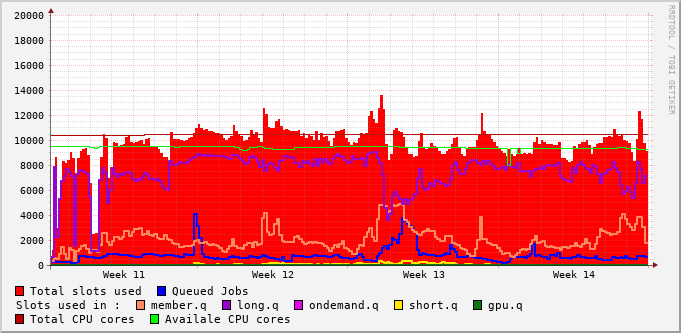 20000
18000
16000
14000
12000
10000
8000
6000
4000
2000
0
Week 11 Week 12 Week 13 Week 14
Total slots used Queued Jobs
Slots used in : member.q long.q ondemand.q short.q gpu.q
Total CPU cores Availale CPU cores
RRDTOOL / TOBI OETIKER